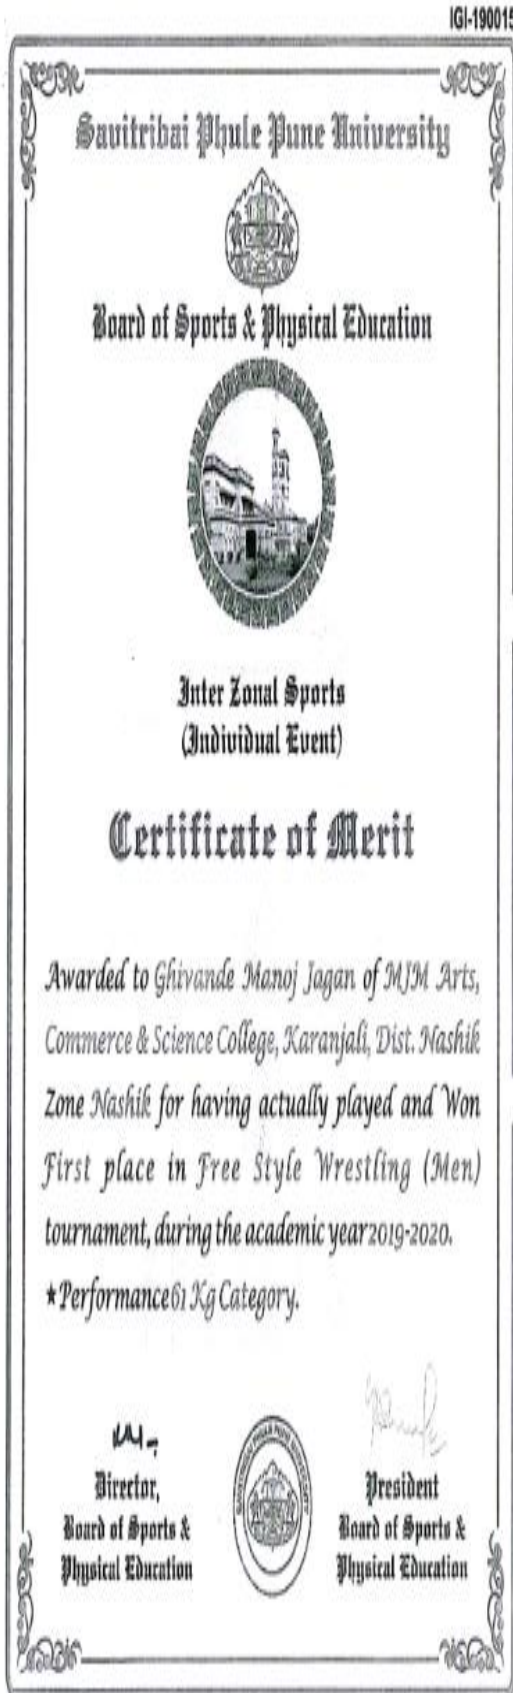 IGI-190015
Savitribai Phule Pune University
Board of Sports & Physical Education
Inter Zonal Sports
(Individual Event)
Certificate of Merit
Awarded to Ghivande Manoj Jagan of MJM Arts,
Commerce & Science College, Karanjali, Dist. Nashik
Zone Nashik for having actually played and Won
First place in Free Style Wrestling (Men)
tournament, during the academic year 2019-2020.
★Performance 61 Kg Category.
Director,
Board of Sports &
Physical Education
President
Board of Sports &
Physical Education